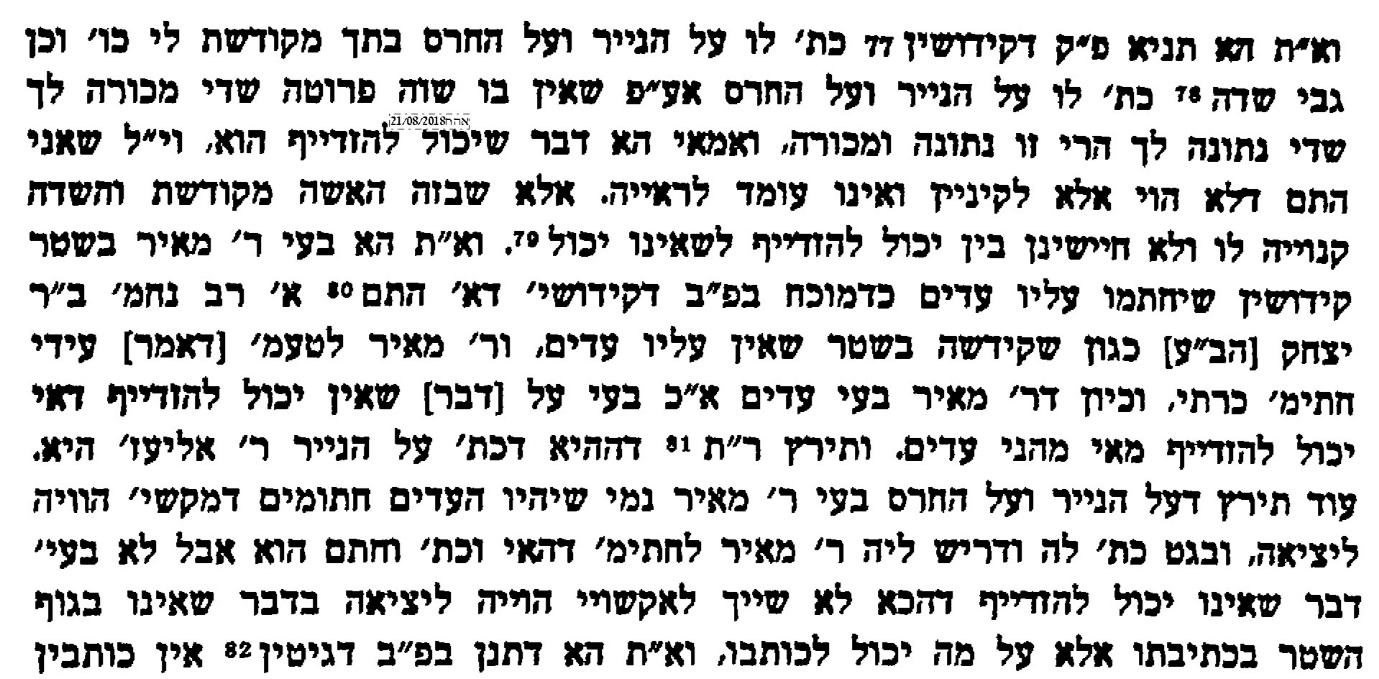 וא״ת הא תניא פ״ק דקידושין 77 כת׳ לו על הנייר ועל החרס בתך מקודשת לי כו׳ וכן
גבי שדה 78 כת׳ לו על הנייר ועל החרס אע״פ שאין בו שוה פרוטה שדי מכורה לך
אחח21/08/2018
שדי נתונה לך הרי זו נתונה ומכורה, ואמאי הא דבר שיכול להזדייף הוא, וי״ל שאני
התם דלא הוי אלא לקיניין ואינו עומד לראייה. אלא שבזה האשה מקודשת והשדה
קנוייה לו ולא חיישינן בין יכול להזדייף לשאינו יכול 79. וא״ת הא בעי ר׳ מאיר בשטר
קידושין שיחתמו עליו עדים כדמוכח בפ״ב דקידושי׳ דא׳ התם 80 א׳ רב נחמ׳ ב״ר
יצחק [הב״ע] כגון שקידשה בשטר שאין עליו עדים, ור׳ מאיר לטעמ׳ [דאמר] עידי
חתימ׳ כרתי, וכיון דר׳ מאיר בעי עדים א״כ בעי על [דבר] שאין יכול להזדייף דאי
יכול להזדייף מאי מהני עדים. ותירץ ר״ת 81 דההיא דכת׳ על הנייר ר׳ אליעז׳ היא.
עוד תירץ דעל הנייר ועל החרס בעי ר׳ מאיר נמי שיהיו העדים חתומים דמקשי׳ הוויה
ליציאה, ובגט כת׳ לה ודריש ליה ר׳ מאיר לחתימ׳ דהאי וכת׳ וחתם הוא אבל לא בעי׳
דבר שאינו יכול להזדייף דהכא לא שייך לאקשויי הוייה ליציאה בדבר שאינו בגוף
השטר בכתיבתו אלא על מה יכול לכותבו, וא״ת הא דתנן בפ״ב דגיטין 82 אין כותבין